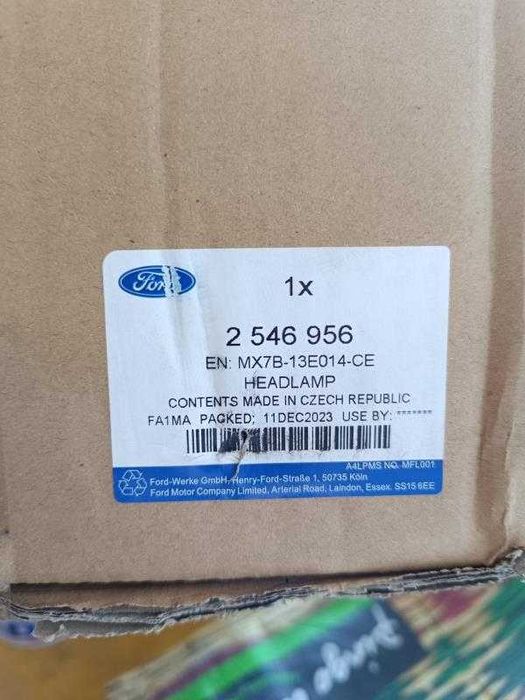 Ford
1x
2 546 956
EN: MX7B-13E014-CE
HEADLAMP
CONTENTS MADE IN CZECH REPUBLIC
FA1MA PACKED; 11DEC2023 USE BY: *******
A4LPMS NO. MFL001
Ford-Werke GmbH, Henry-Ford-Straße 1, 50735 Köln
Ford Motor Company Limited, Arterial Road, Laindon, Essex. SS15 6EE